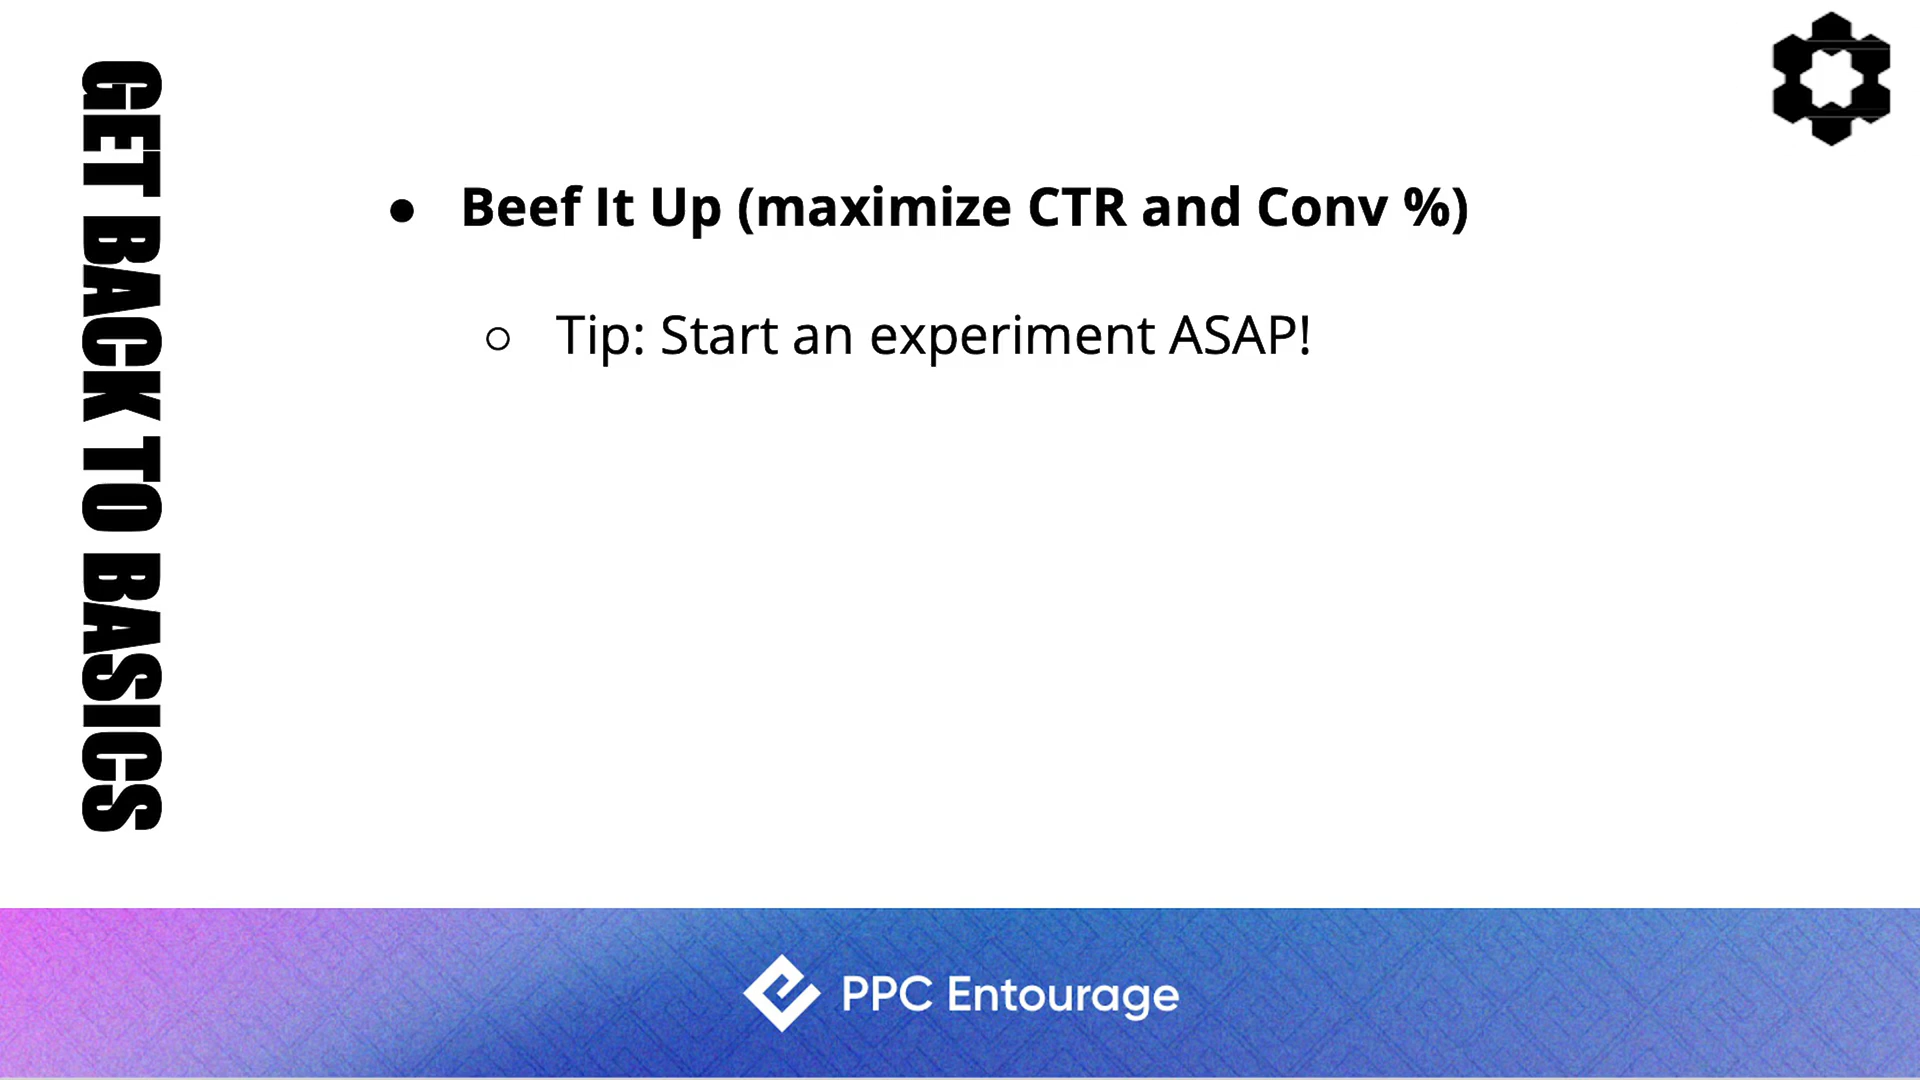 GET BACK TO BASICS
● Beef It Up (maximize CTR and Conv %)
○ Tip: Start an experiment ASAP!
PPC Entourage